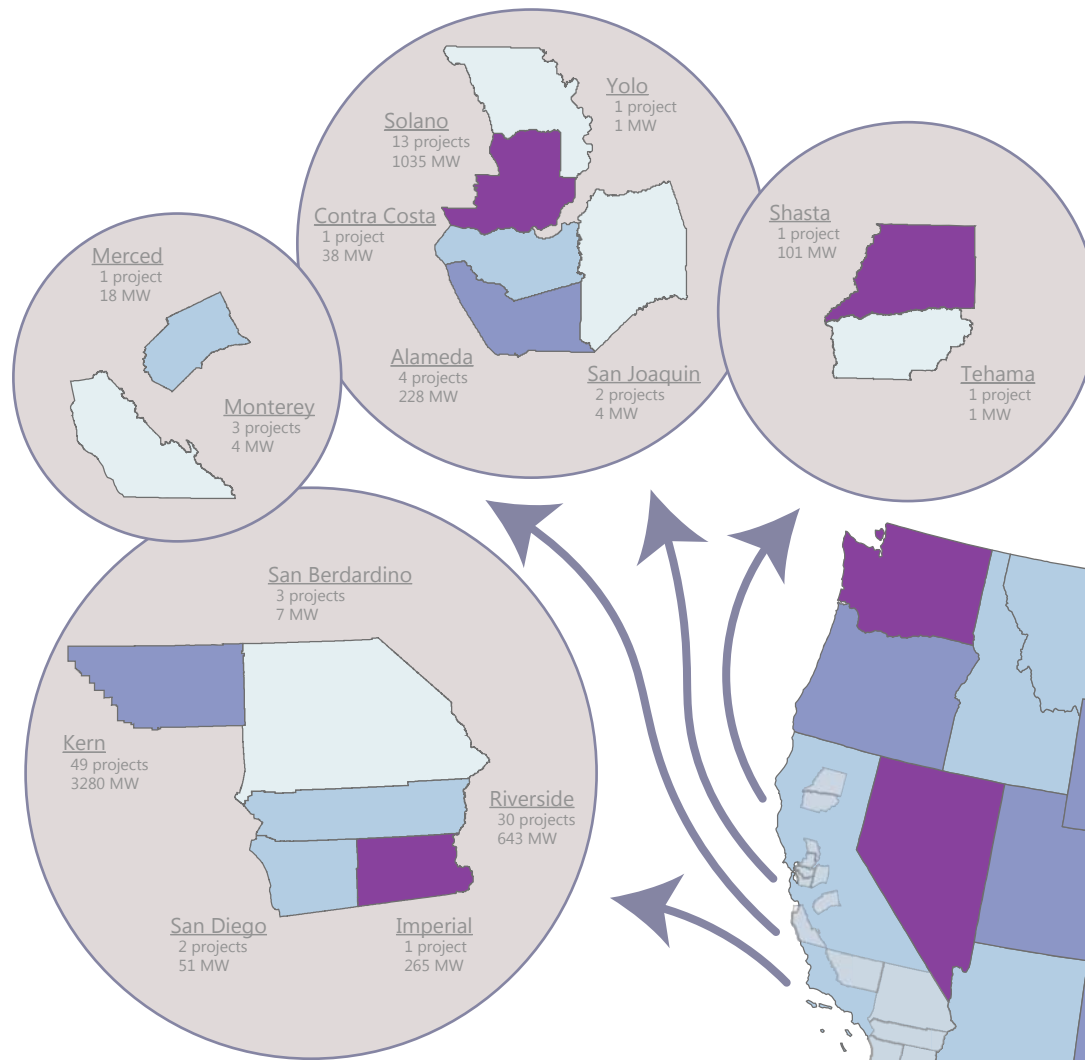 Yolo
1 project
1 MW
Solano
13 projects
1035 MW
Contra Costa
1 project
38 MW
Alameda
4 projects
228 MW
San Joaquin
2 projects
4 MW
Shasta
1 project
101 MW
Tehama
1 project
1 MW
Merced
1 project
18 MW
Monterey
3 projects
4 MW
San Berdardino
3 projects
7 MW
Kern
49 projects
3280 MW
Riverside
30 projects
643 MW
San Diego
2 projects
51 MW
Imperial
1 project
265 MW